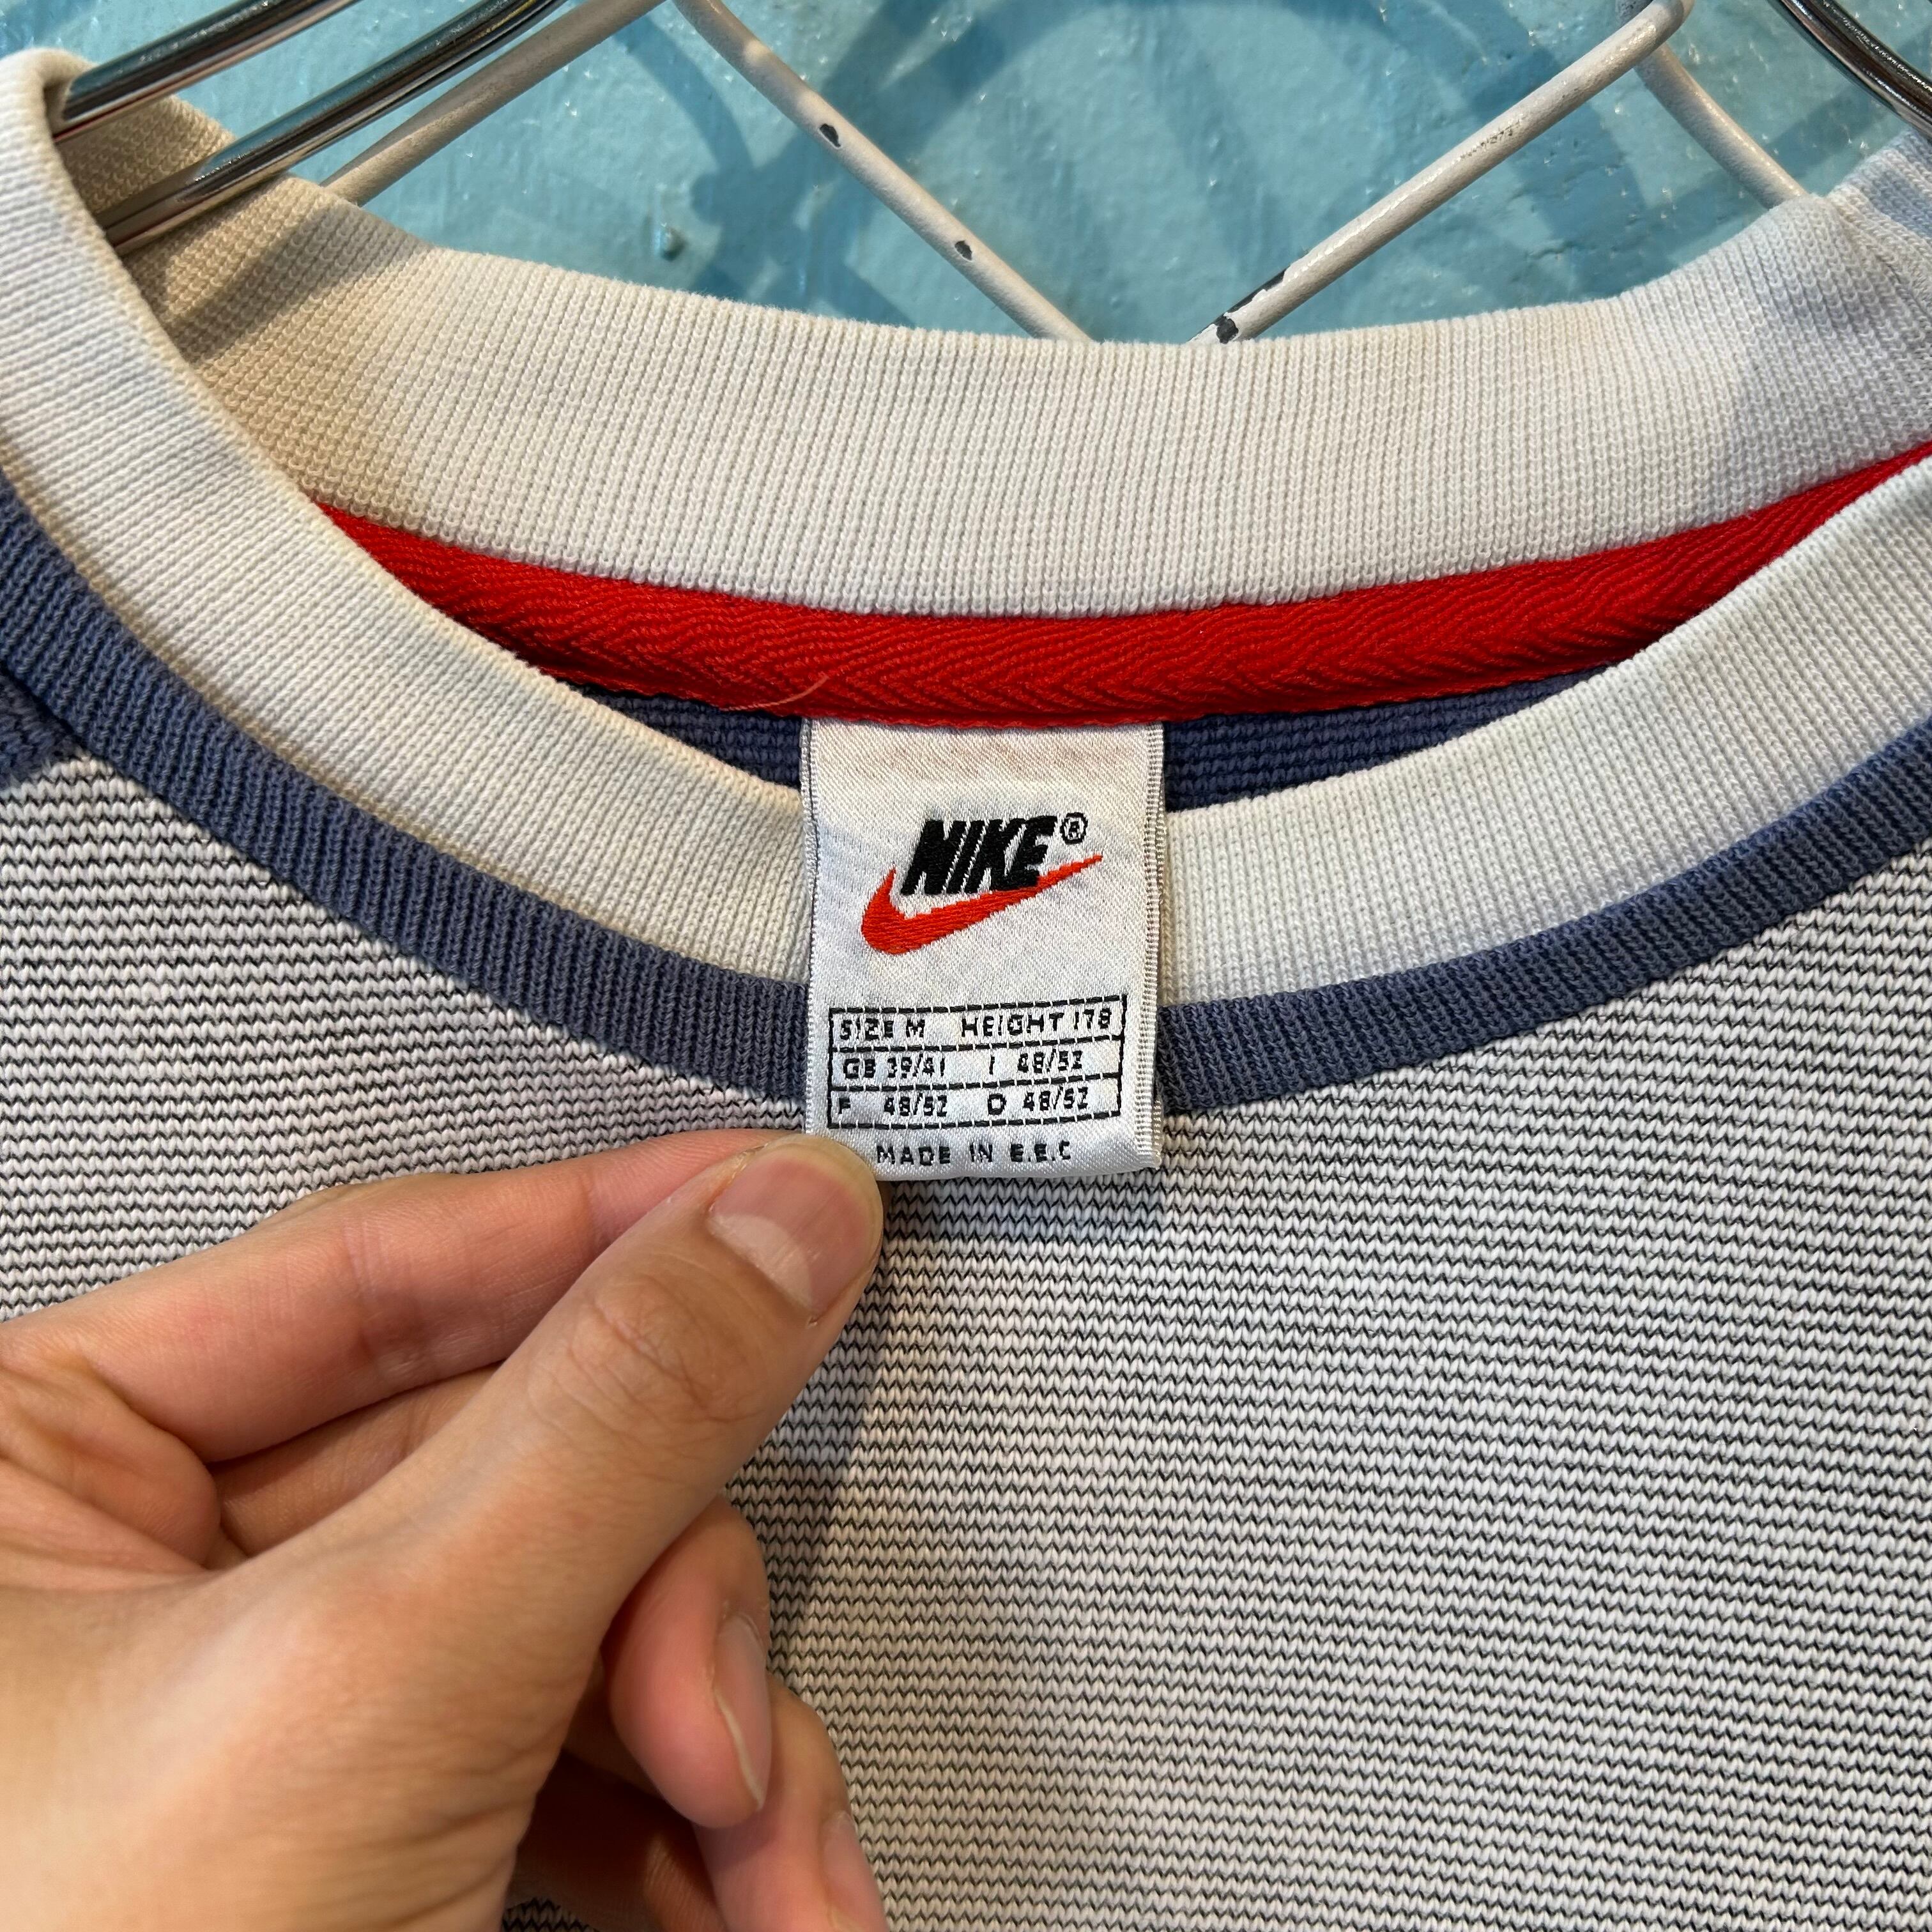 NIKE®
SIZE M HEIGHT 178
GB 39/41 I 48/52
F 48/52 D 48/52
MADE IN E.E.C